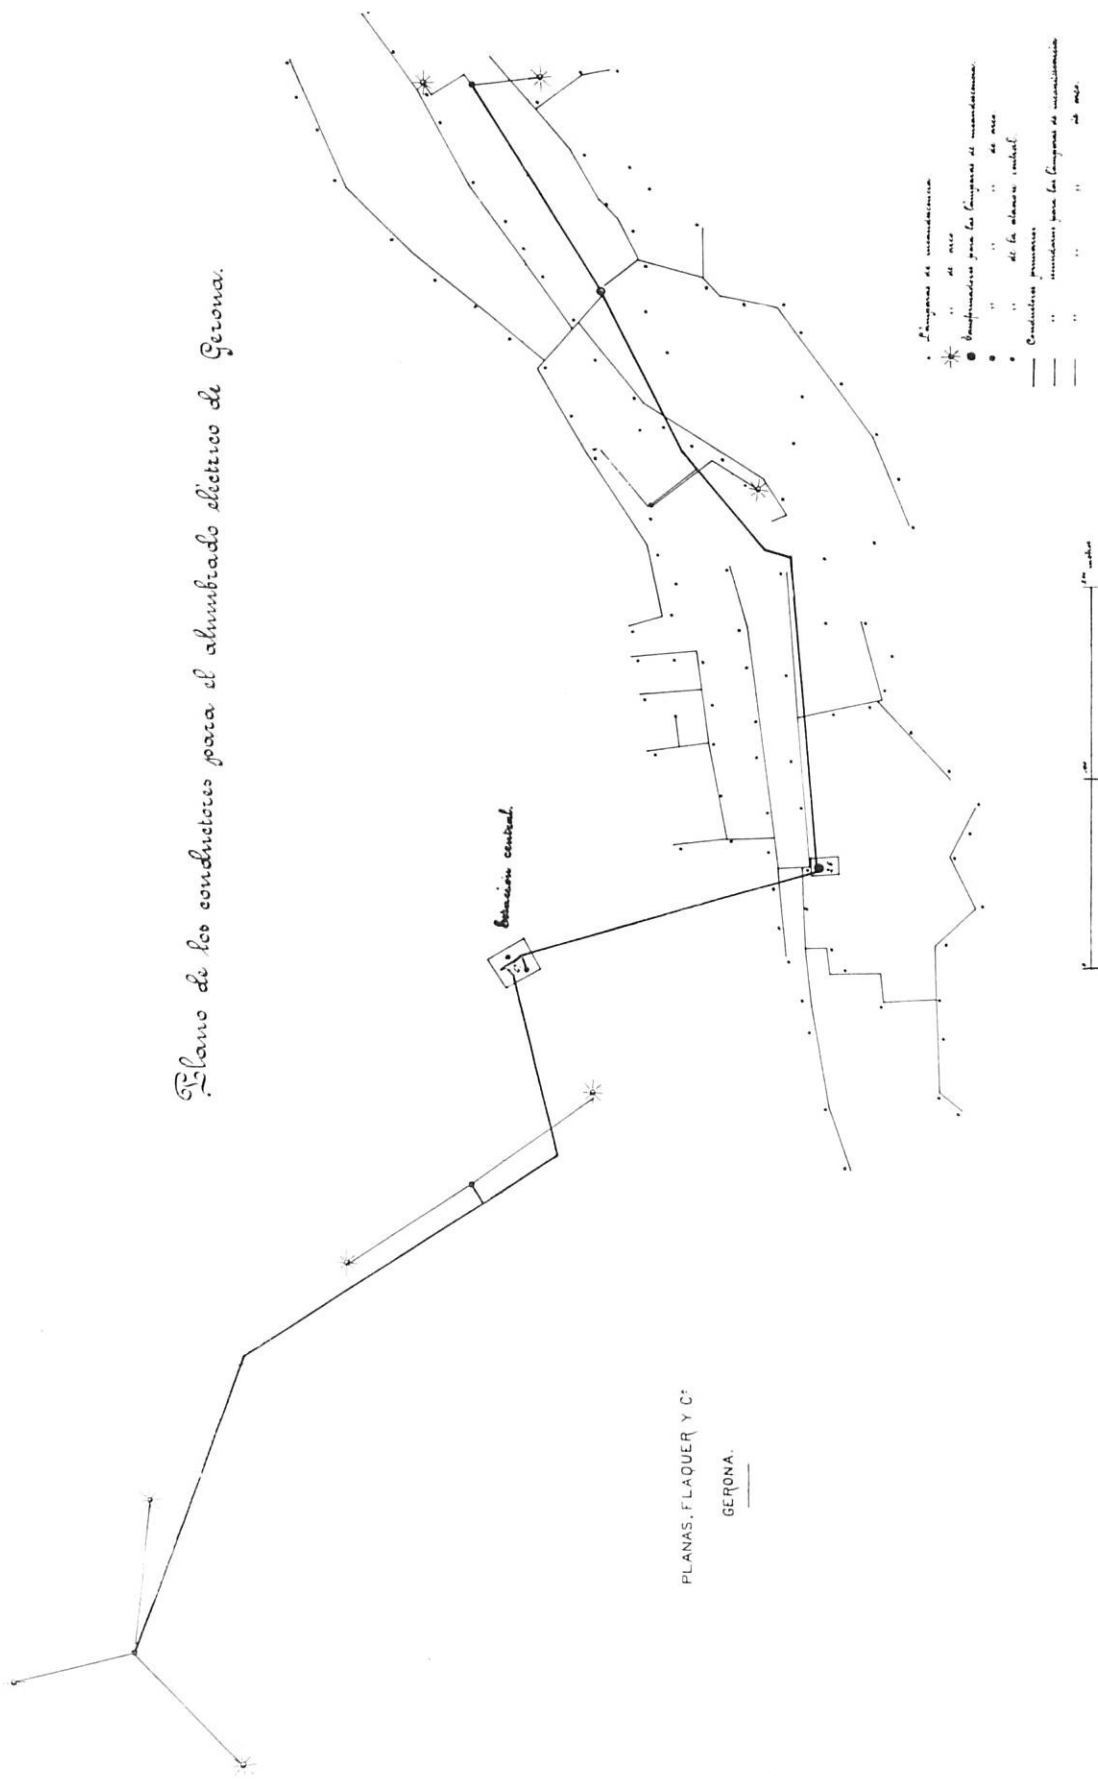 Plano de los conductores para el alumbrado eléctrico de Gerona.
Estación central.
PLANAS, FLAQUER Y Cª
GERONA.
Lámparas de incandescencia
" de arco
Transformadores para las lámparas de incandescencia.
" " " de arco
" " de la estación central.
Conductores primarios
" secundarios para las lámparas de incandescencia
" " " " de arco.